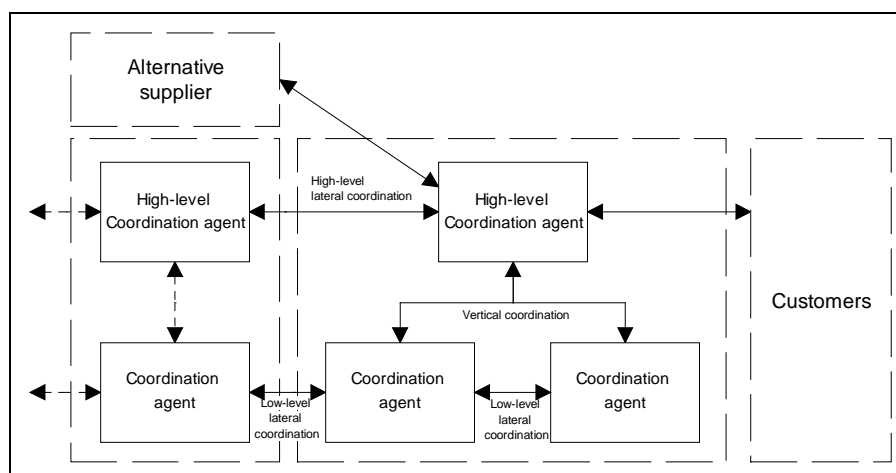 Alternative
supplier
High-level
Coordination agent
High-level
lateral coordination
High-level
Coordination agent
Customers
Vertical coordination
Coordination
agent
Low-level
lateral
coordination
Coordination
agent
Low-level
lateral
coordination
Coordination
agent